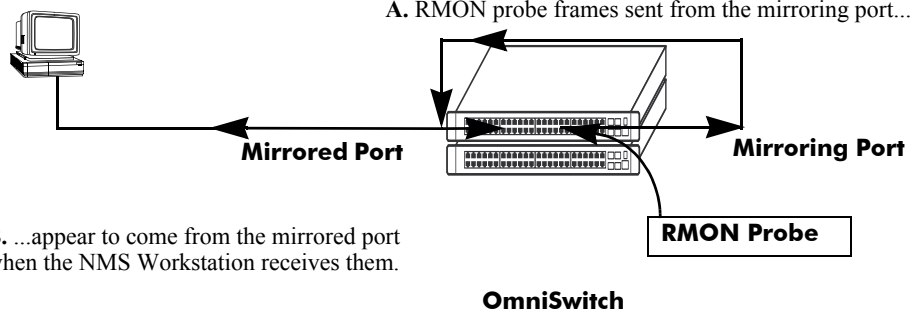 A. RMON probe frames sent from the mirroring port...
Mirrored Port
Mirroring Port
RMON Probe
. ...appear to come from the mirrored port
when the NMS Workstation receives them.
OmniSwitch